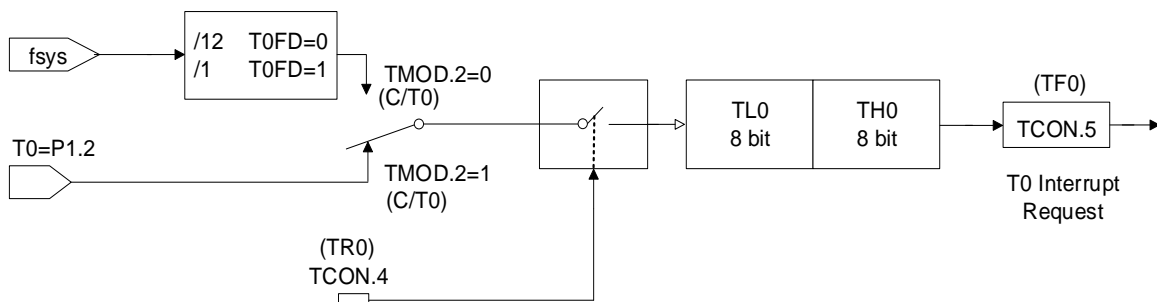 fsys
/12 T0FD=0
/1 T0FD=1
TMOD.2=0
(C/T0)
T0=P1.2
TMOD.2=1
(C/T0)
(TR0)
TCON.4
TL0
8 bit
TH0
8 bit
(TF0)
TCON.5
T0 Interrupt
Request